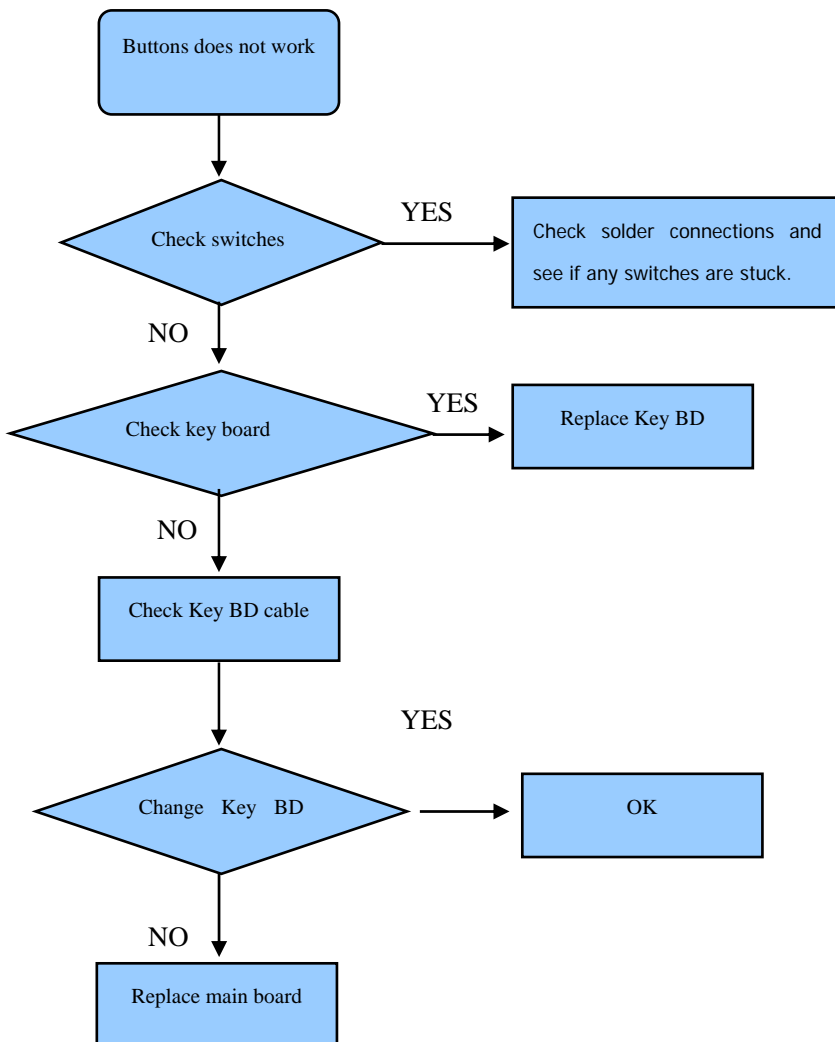 Buttons does not work
YES
Check switches
Check solder connections and
see if any switches are stuck.
NO
YES
Check key board
Replace Key BD
NO
Check Key BD cable
YES
Change Key BD
OK
NO
Replace main board